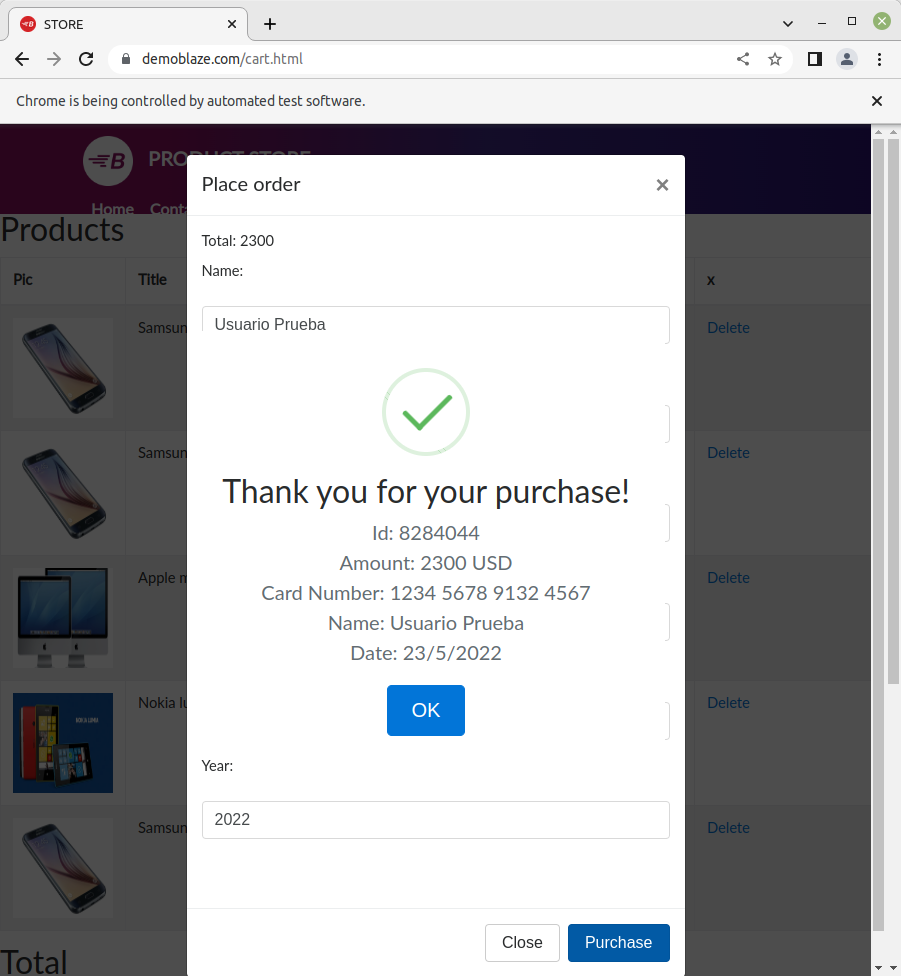 STORE
demoblaze.com/cart.html
Chrome is being controlled by automated test software.
B PRODUCT STORE
Home
Products
Place order ×
Total: 2300
Name:
Usuario Prueba
Pic Title x
Samsun Delete
Samsun Delete
Apple m Delete
Nokia lu Delete
Samsun Delete
Thank you for your purchase!
Id: 8284044
Amount: 2300 USD
Card Number: 1234 5678 9132 4567
Name: Usuario Prueba
Date: 23/5/2022
OK
Year:
2022
Close Purchase
Total